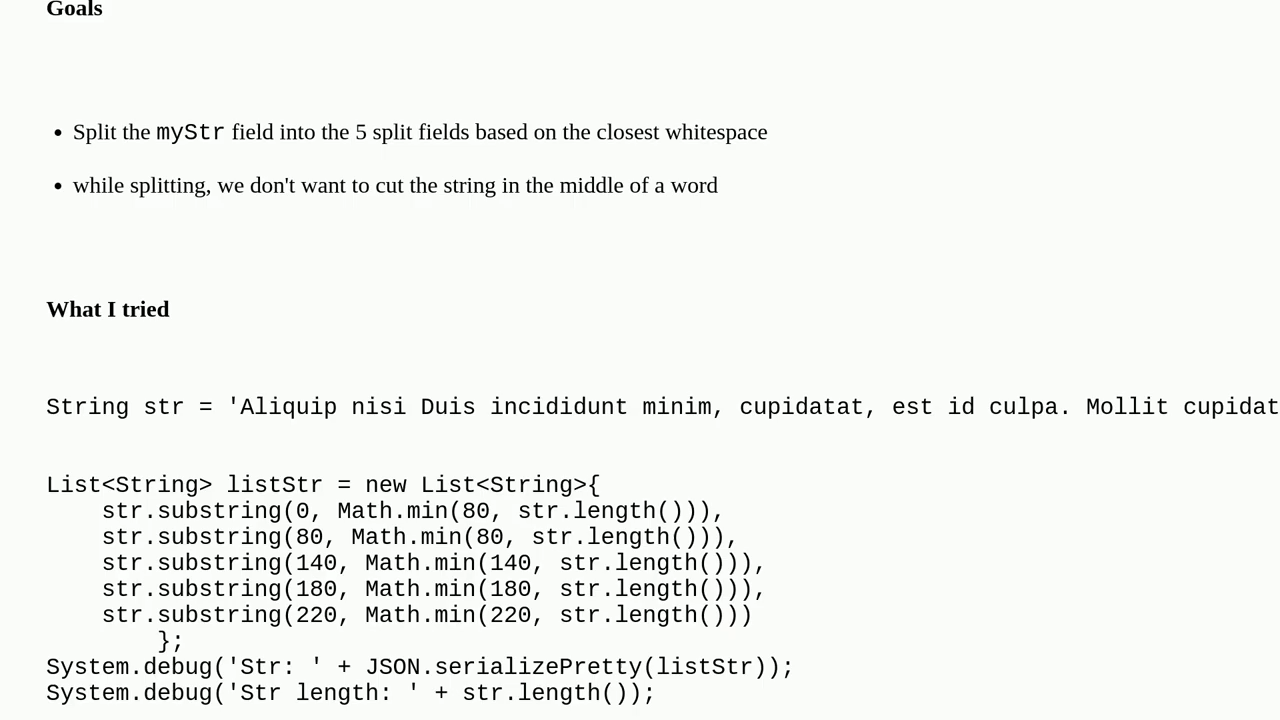 Goals
• Split the myStr field into the 5 split fields based on the closest whitespace
• while splitting, we don't want to cut the string in the middle of a word
What I tried
String str = 'Aliquip nisi Duis incididunt minim, cupidatat, est id culpa. Mollit cupidat
List<String> listStr = new List<String>{
    str.substring(0, Math.min(80, str.length())),
    str.substring(80, Math.min(80, str.length())),
    str.substring(140, Math.min(140, str.length())),
    str.substring(180, Math.min(180, str.length())),
    str.substring(220, Math.min(220, str.length()))
        };
System.debug('Str: ' + JSON.serializePretty(listStr));
System.debug('Str length: ' + str.length());